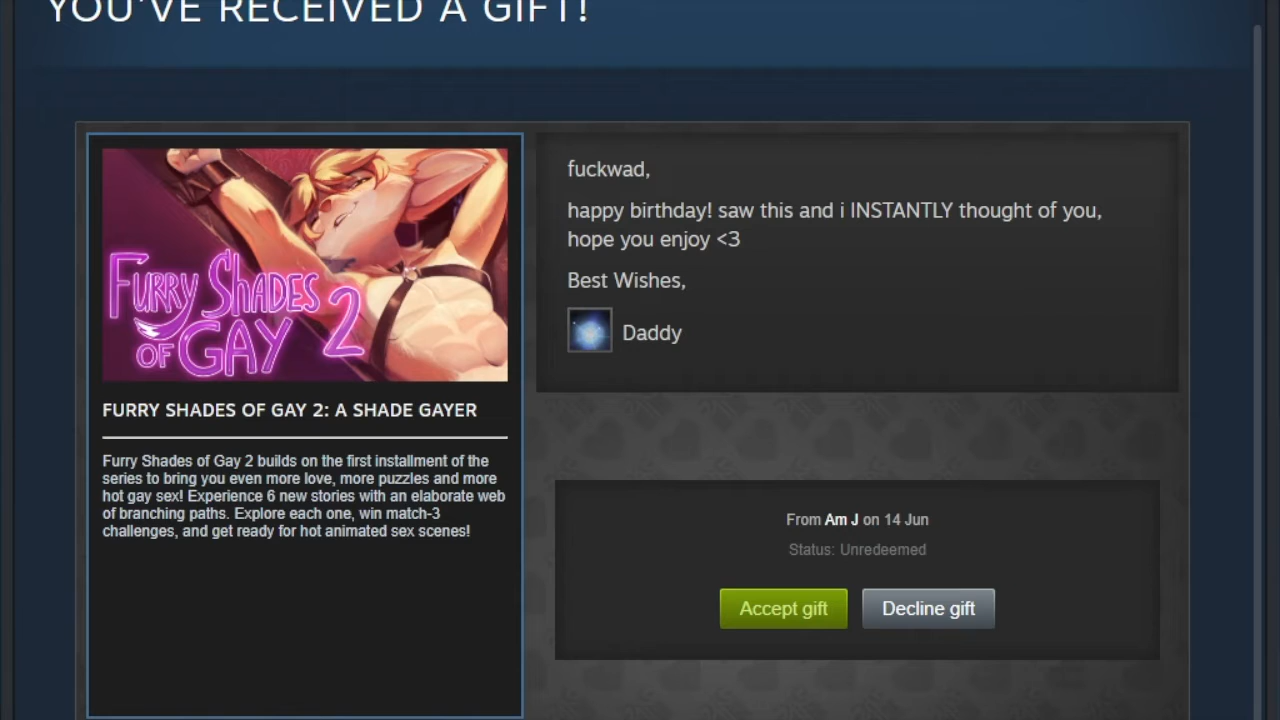 YOU'VE RECEIVED A GIFT!
FURRY SHADES
OF GAY 2
FURRY SHADES OF GAY 2: A SHADE GAYER
Furry Shades of Gay 2 builds on the first installment of the
series to bring you even more love, more puzzles and more
hot gay sex! Experience 6 new stories with an elaborate web
of branching paths. Explore each one, win match-3
challenges, and get ready for hot animated sex scenes!
fuckwad,
happy birthday! saw this and i INSTANTLY thought of you,
hope you enjoy <3
Best Wishes,
Daddy
From Am J on 14 Jun
Status: Unredeemed
Accept gift
Decline gift